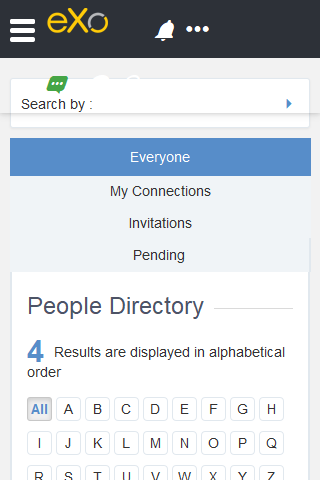 eXo
Search by :
Everyone
My Connections
Invitations
Pending
People Directory
4 Results are displayed in alphabetical
order
All A B C D E F G H
I J K L M N O P Q
R S T U V W X Y Z